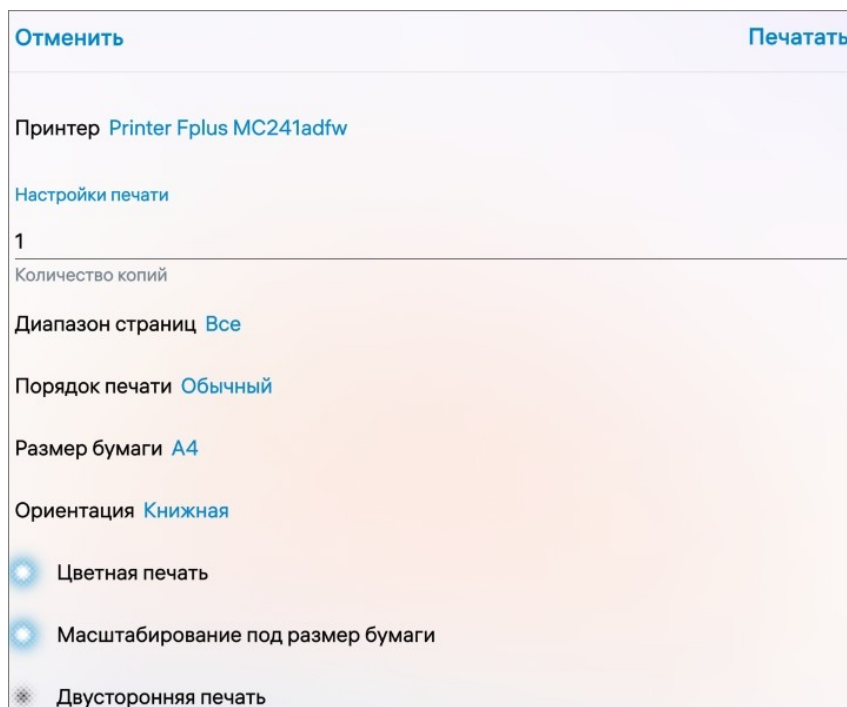 Отменить Печатать
Принтер Printer Fplus MC241adfw
Настройки печати
1
Количество копий
Диапазон страниц Все
Порядок печати Обычный
Размер бумаги A4
Ориентация Книжная
Цветная печать
Масштабирование под размер бумаги
Двусторонняя печать